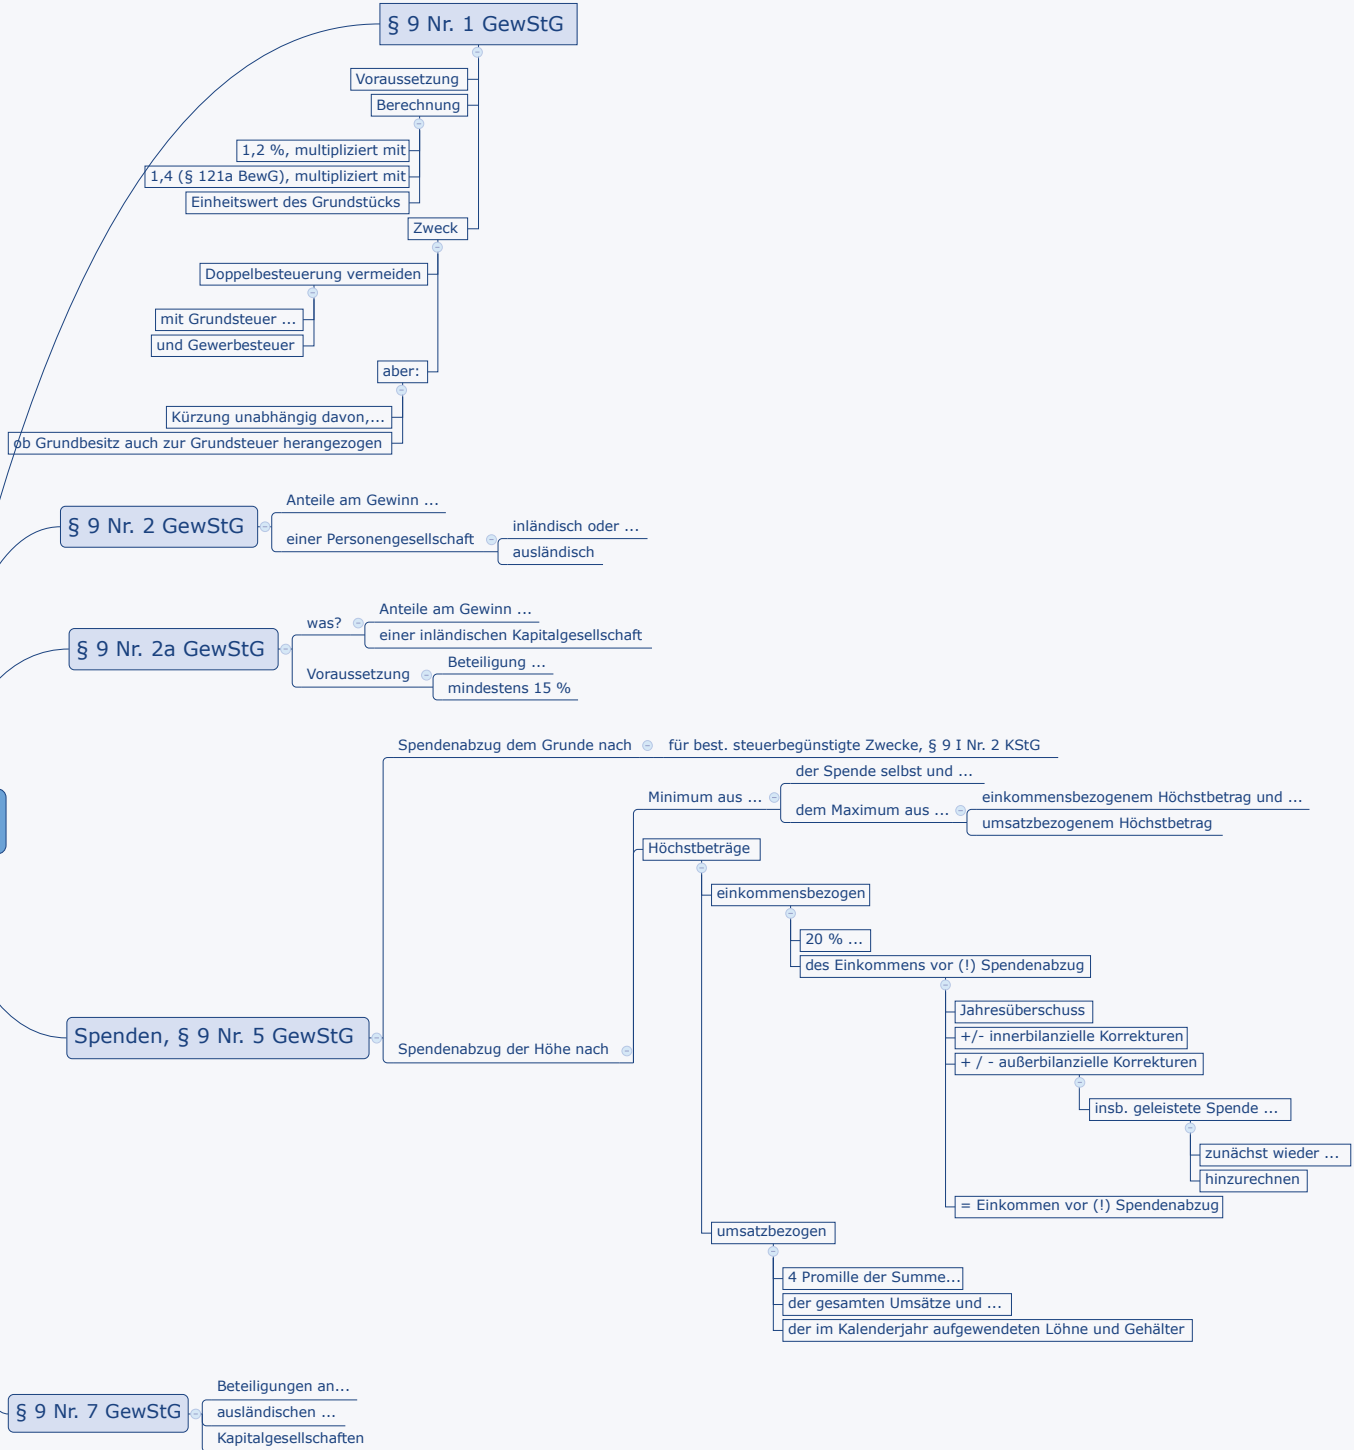 § 9 Nr. 1 GewStG
Voraussetzung
Berechnung
1,2 %, multipliziert mit
1,4 (§ 121a BewG), multipliziert mit
Einheitswert des Grundstücks
Zweck
Doppelbesteuerung vermeiden
mit Grundsteuer ...
und Gewerbesteuer
aber:
Kürzung unabhängig davon,...
ob Grundbesitz auch zur Grundsteuer herangezogen
§ 9 Nr. 2 GewStG
Anteile am Gewinn ...
einer Personengesellschaft
inländisch oder ...
ausländisch
§ 9 Nr. 2a GewStG
was?
Anteile am Gewinn ...
einer inländischen Kapitalgesellschaft
Voraussetzung
Beteiligung ...
mindestens 15 %
Spenden, § 9 Nr. 5 GewStG
Spendenabzug dem Grunde nach
für best. steuerbegünstigte Zwecke, § 9 I Nr. 2 KStG
Spendenabzug der Höhe nach
Minimum aus ...
der Spende selbst und ...
dem Maximum aus ...
einkommensbezogenem Höchstbetrag und ...
umsatzbezogenem Höchstbetrag
Höchstbeträge
einkommensbezogen
20 % ...
des Einkommens vor (!) Spendenabzug
Jahresüberschuss
+/- innerbilanzielle Korrekturen
+ / - außerbilanzielle Korrekturen
insb. geleistete Spende ...
zunächst wieder ...
hinzurechnen
= Einkommen vor (!) Spendenabzug
umsatzbezogen
4 Promille der Summe...
der gesamten Umsätze und ...
der im Kalenderjahr aufgewendeten Löhne und Gehälter
§ 9 Nr. 7 GewStG
Beteiligungen an...
ausländischen ...
Kapitalgesellschaften